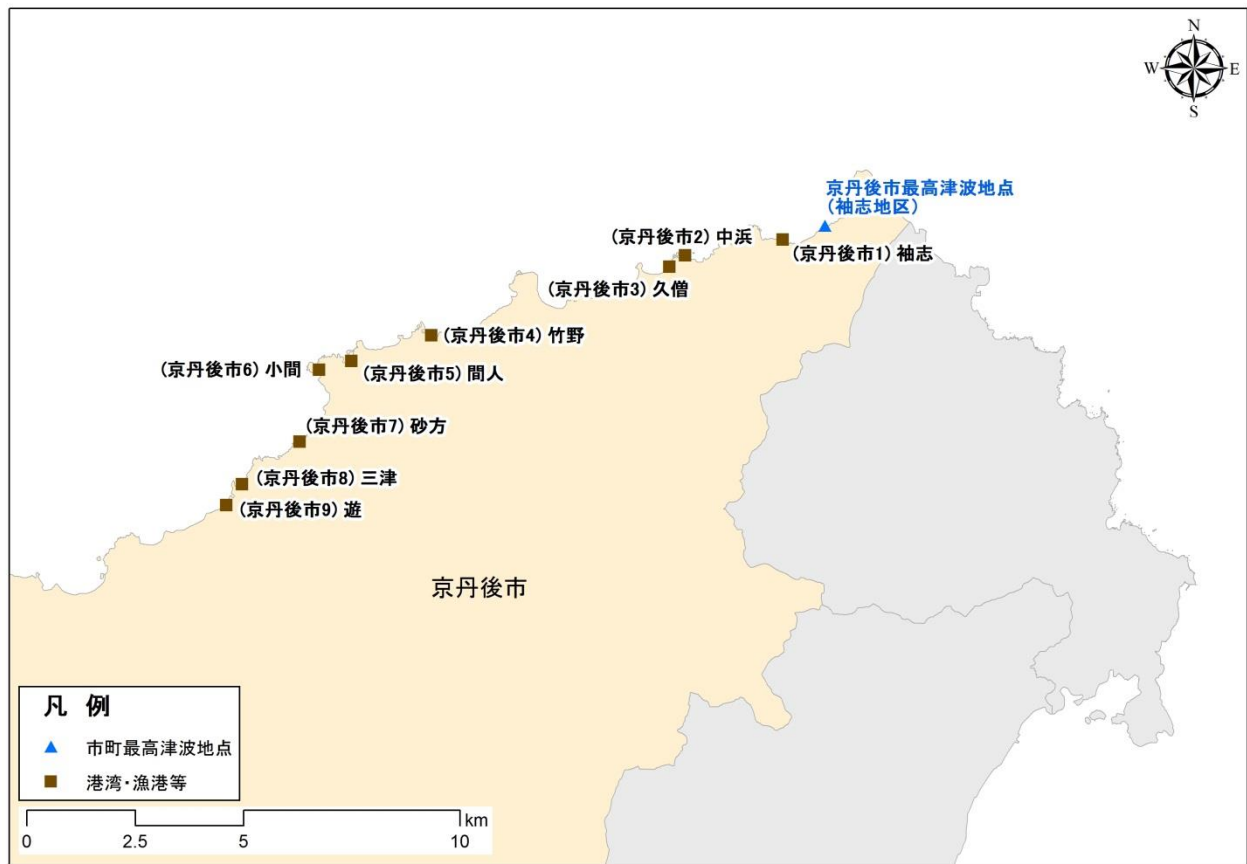 N
W
E
S
京丹後市最高津波地点
(袖志地区)
(京丹後市2) 中浜
(京丹後市1) 袖志
(京丹後市3) 久僧
(京丹後市4) 竹野
(京丹後市6) 小間
(京丹後市5) 間人
(京丹後市7) 砂方
(京丹後市8) 三津
(京丹後市9) 遊
京丹後市
凡 例
市町最高津波地点
港湾・漁港等
km
0 2.5 5 10